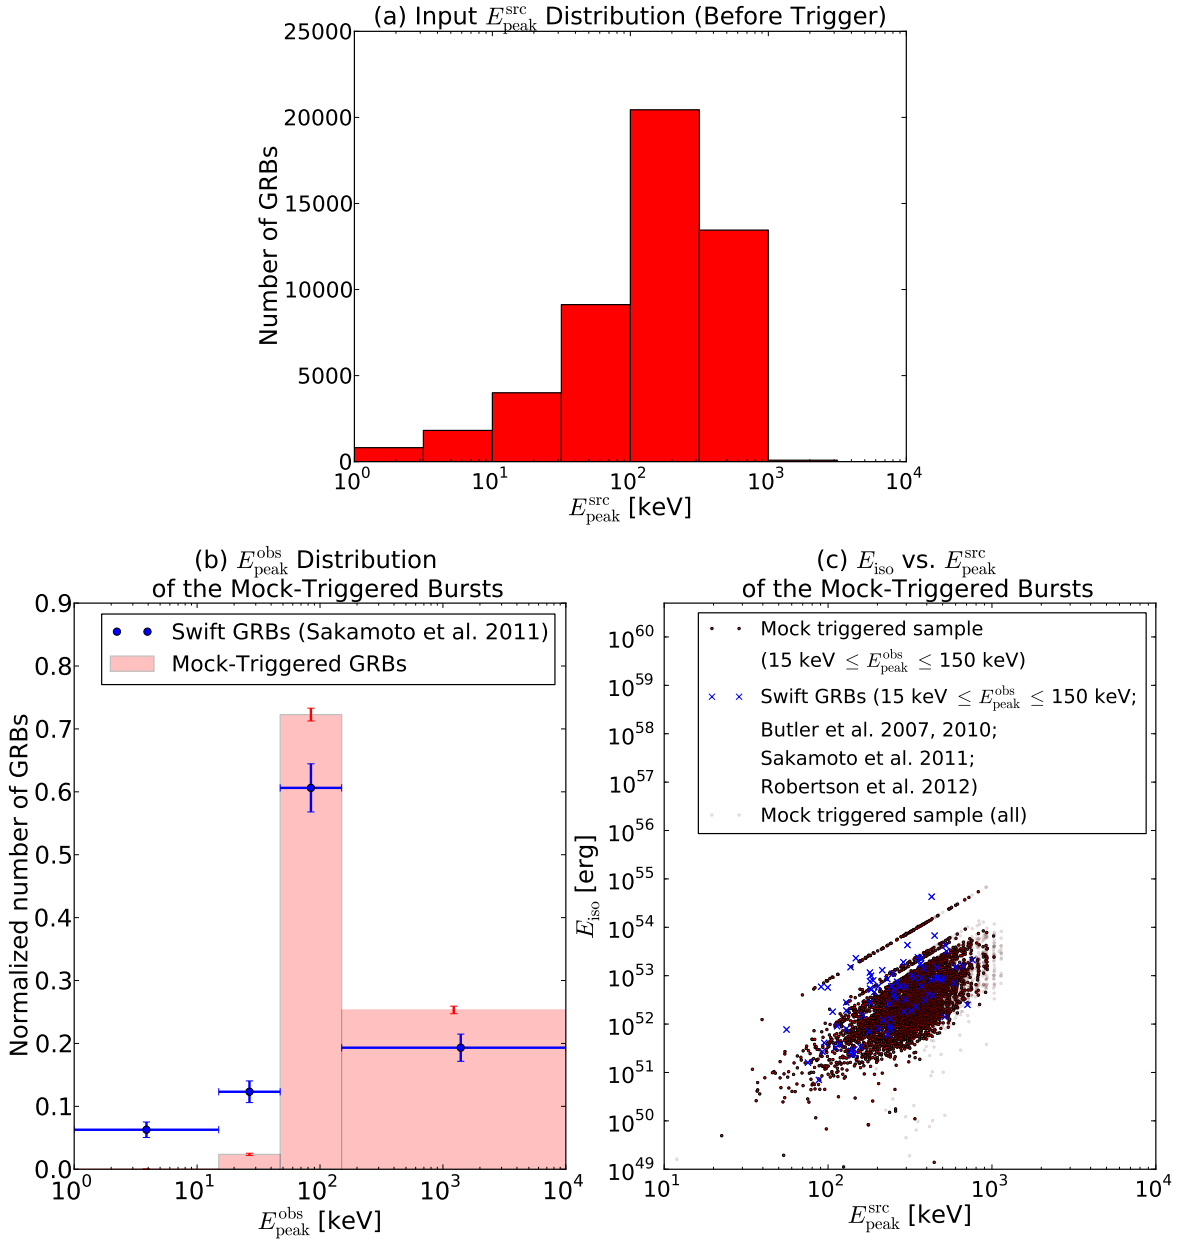 (a) Input E_peak^src Distribution (Before Trigger)
25000
20000
15000
10000
5000
0
Number of GRBs
10^0 10^1 10^2 10^3 10^4
E_peak^src [keV]
(b) E_peak^obs Distribution
of the Mock-Triggered Bursts
0.9
0.8
0.7
0.6
0.5
0.4
0.3
0.2
0.1
0.0
Normalized number of GRBs
Swift GRBs (Sakamoto et al. 2011)
Mock-Triggered GRBs
10^0 10^1 10^2 10^3 10^4
E_peak^obs [keV]
(c) E_iso vs. E_peak^src
of the Mock-Triggered Bursts
10^60
10^59
10^58
10^57
10^56
10^55
10^54
10^53
10^52
10^51
10^50
10^49
E_iso [erg]
Mock triggered sample
(15 keV ≤ E_peak^obs ≤ 150 keV)
Swift GRBs (15 keV ≤ E_peak^obs ≤ 150 keV;
Butler et al. 2007, 2010;
Sakamoto et al. 2011;
Robertson et al. 2012)
Mock triggered sample (all)
10^1 10^2 10^3 10^4
E_peak^src [keV]